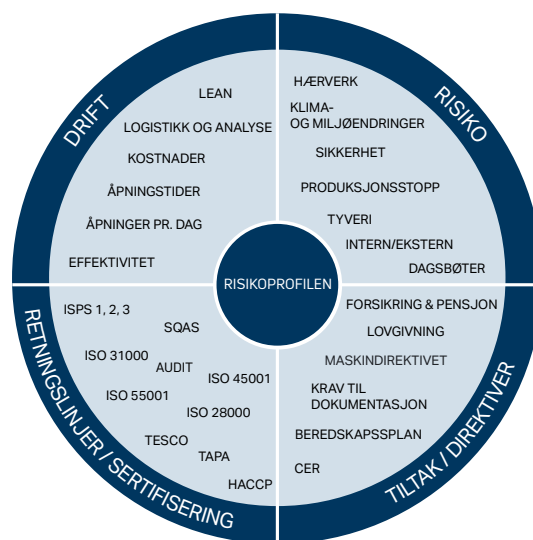 DRIFT
LEAN
LOGISTIKK OG ANALYSE
KOSTNADER
ÅPNINGSTIDER
ÅPNINGER PR. DAG
EFFEKTIVITET
RISIKO
HÆRVERK
KLIMA-
OG MILJØENDRINGER
SIKKERHET
PRODUKSJONSSTOPP
TYVERI
INTERN/EKSTERN
DAGSBØTER
RISIKOPROFILEN
RETNINGSLINJER / SERTIFISERING
ISPS 1, 2, 3
SQAS
ISO 31000
AUDIT
ISO 45001
ISO 55001
ISO 28000
TESCO
TAPA
HACCP
TILTAK / DIREKTIVER
FORSIKRING & PENSJON
LOVGIVNING
MASKINDIREKTIVET
KRAV TIL
DOKUMENTASJON
BEREDSKAPSSPLAN
CER